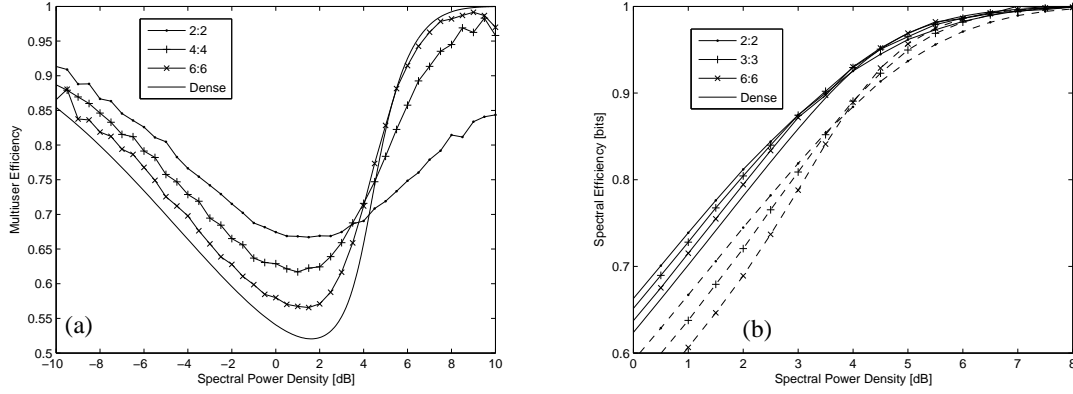 1
0.95
0.9
0.85
0.8
0.75
0.7
0.65
0.6
0.55
0.5
Multiuser Efficiency
2:2
4:4
6:6
Dense
(a)
−10 −8 −6 −4 −2 0 2 4 6 8 10
Spectral Power Density [dB]
1
0.9
0.8
0.7
0.6
Spectral Efficiency [bits]
2:2
3:3
6:6
Dense
(b)
0 1 2 3 4 5 6 7 8
Spectral Power Density [dB]